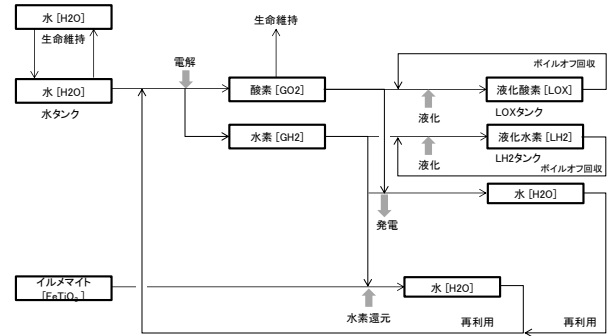 水 [H2O]
生命維持
生命維持
ボイルオフ回収
電解
水 [H2O]
酸素 [GO2]
液化酸素 [LOX]
水タンク
液化
LOXタンク
水素 [GH2]
液化水素 [LH2]
液化
LH2タンク
ボイルオフ回収
水 [H2O]
発電
イルメマイト
[FeTiO3]
水 [H2O]
水素還元
再利用
再利用